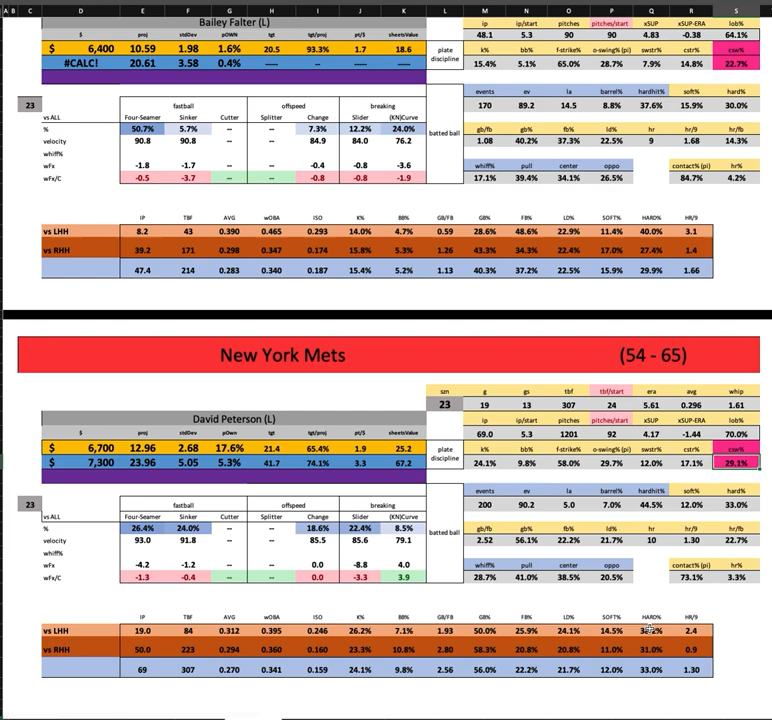 B C D E F G H I J K L M N O P Q R S
Bailey Falter (L) ip ip/start pitches pitches/start xSUP xSUP-ERA lob%
$ proj stdDev pOWN tgt tgt/proj pt/$ sheetsValue 48.1 5.3 90 90 4.83 -0.38 64.1%
$ 6,400 10.59 1.98 1.6% 20.5 93.3% 1.7 18.6 plate discipline k% bb% f-strike% o-swing% (pi) swstr% cstr% csw%
#CALC! 20.61 3.58 0.4% — — — — 15.4% 5.1% 65.0% 28.7% 7.9% 14.8% 22.7%
events ev la barrel% hardhit% soft% hard%
23 fastball offspeed breaking 170 89.2 14.5 8.8% 37.6% 15.9% 30.0%
vs ALL Four-Seamer Sinker Cutter Splitter Change Slider (KN)Curve
% 50.7% 5.7% -- -- 7.3% 12.2% 24.0% batted ball gb/fb gb% fb% ld% hr hr/9 hr/fb
velocity 90.8 90.8 -- -- 84.9 84.0 76.2 1.08 40.2% 37.3% 22.5% 9 1.68 14.3%
whiff%
wFx -1.8 -1.7 -- -- -0.4 -0.8 -3.6 whiff% pull center oppo contact% (pi) hr%
wFx/C -0.5 -3.7 -- -- -0.8 -0.8 -1.9 17.1% 39.4% 34.1% 26.5% 84.7% 4.2%
IP TBF AVG wOBA ISO K% BB% GB/FB GB% FB% LD% SOFT% HARD% HR/9
vs LHH 8.2 43 0.390 0.465 0.293 14.0% 4.7% 0.59 28.6% 48.6% 22.9% 11.4% 40.0% 3.1
vs RHH 39.2 171 0.298 0.347 0.174 15.8% 5.3% 1.26 43.3% 34.3% 22.4% 17.0% 27.4% 1.4
47.4 214 0.283 0.340 0.187 15.4% 5.2% 1.13 40.3% 37.2% 22.5% 15.9% 29.9% 1.66
New York Mets (54 - 65)
szn g gs tbf tbf/start era avg whip
23 19 13 307 24 5.61 0.296 1.61
David Peterson (L) ip ip/start pitches pitches/start xSUP xSUP-ERA lob%
$ proj stdDev pOwn tgt tgt/proj pt/$ sheetsValue 69.0 5.3 1201 92 4.17 -1.44 70.0%
$ 6,700 12.96 2.68 17.6% 21.4 65.4% 1.9 25.2 plate discipline k% bb% f-strike% o-swing% (pi) swstr% cstr% csw%
$ 7,300 23.96 5.05 5.3% 41.7 74.1% 3.3 67.2 24.1% 9.8% 58.0% 29.7% 12.0% 17.1% 29.1%
events ev la barrel% hardhit% soft% hard%
23 fastball offspeed breaking 200 90.2 5.0 7.0% 44.5% 12.0% 33.0%
vs ALL Four-Seamer Sinker Cutter Splitter Change Slider (KN)Curve
% 26.4% 24.0% -- -- 18.6% 22.4% 8.5% batted ball gb/fb gb% fb% ld% hr hr/9 hr/fb
velocity 93.0 91.8 -- -- 85.5 85.6 79.1 2.52 56.1% 22.2% 21.7% 10 1.30 22.7%
whiff%
wFx -4.2 -1.2 -- -- 0.0 -8.8 4.0 whiff% pull center oppo contact% (pi) hr%
wFx/C -1.3 -0.4 -- -- 0.0 -3.3 3.9 28.7% 41.0% 38.5% 20.5% 73.1% 3.3%
IP TBF AVG wOBA ISO K% BB% GB/FB GB% FB% LD% SOFT% HARD% HR/9
vs LHH 19.0 84 0.312 0.395 0.246 26.2% 7.1% 1.93 50.0% 25.9% 24.1% 14.5% 2.4
vs RHH 50.0 223 0.294 0.360 0.160 23.3% 10.8% 2.80 58.3% 20.8% 20.8% 11.0% 31.0% 0.9
69 307 0.270 0.341 0.159 24.1% 9.8% 2.56 56.0% 22.2% 21.7% 12.0% 33.0% 1.30